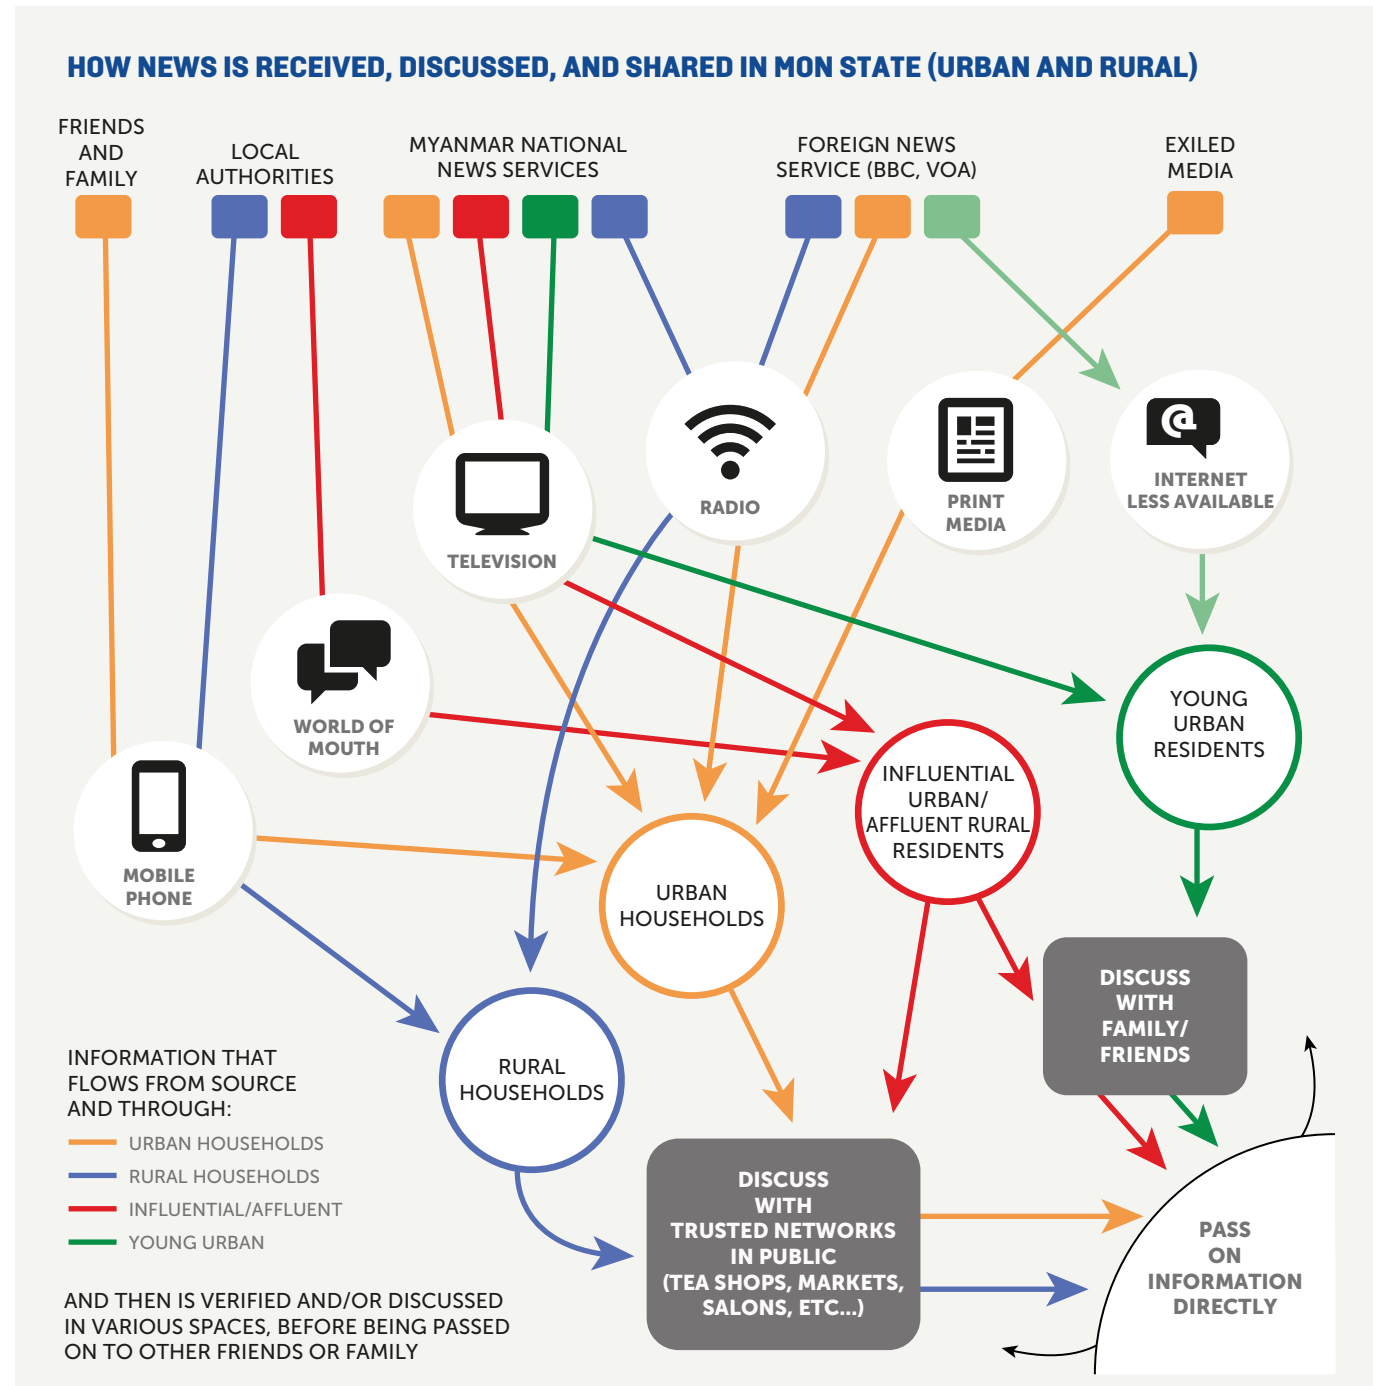 HOW NEWS IS RECEIVED, DISCUSSED, AND SHARED IN MON STATE (URBAN AND RURAL)
FRIENDS
AND
FAMILY
LOCAL
AUTHORITIES
MYANMAR NATIONAL
NEWS SERVICES
FOREIGN NEWS
SERVICE (BBC, VOA)
EXILED
MEDIA
RADIO
PRINT
MEDIA
@
INTERNET
LESS AVAILABLE
TELEVISION
WORLD OF
MOUTH
YOUNG
URBAN
RESIDENTS
INFLUENTIAL
URBAN/
AFFLUENT RURAL
RESIDENTS
MOBILE
PHONE
URBAN
HOUSEHOLDS
DISCUSS
WITH
FAMILY/
FRIENDS
RURAL
HOUSEHOLDS
INFORMATION THAT
FLOWS FROM SOURCE
AND THROUGH:
URBAN HOUSEHOLDS
RURAL HOUSEHOLDS
INFLUENTIAL/AFFLUENT
YOUNG URBAN
AND THEN IS VERIFIED AND/OR DISCUSSED
IN VARIOUS SPACES, BEFORE BEING PASSED
ON TO OTHER FRIENDS OR FAMILY
DISCUSS
WITH
TRUSTED NETWORKS
IN PUBLIC
(TEA SHOPS, MARKETS,
SALONS, ETC...)
PASS
ON
INFORMATION
DIRECTLY